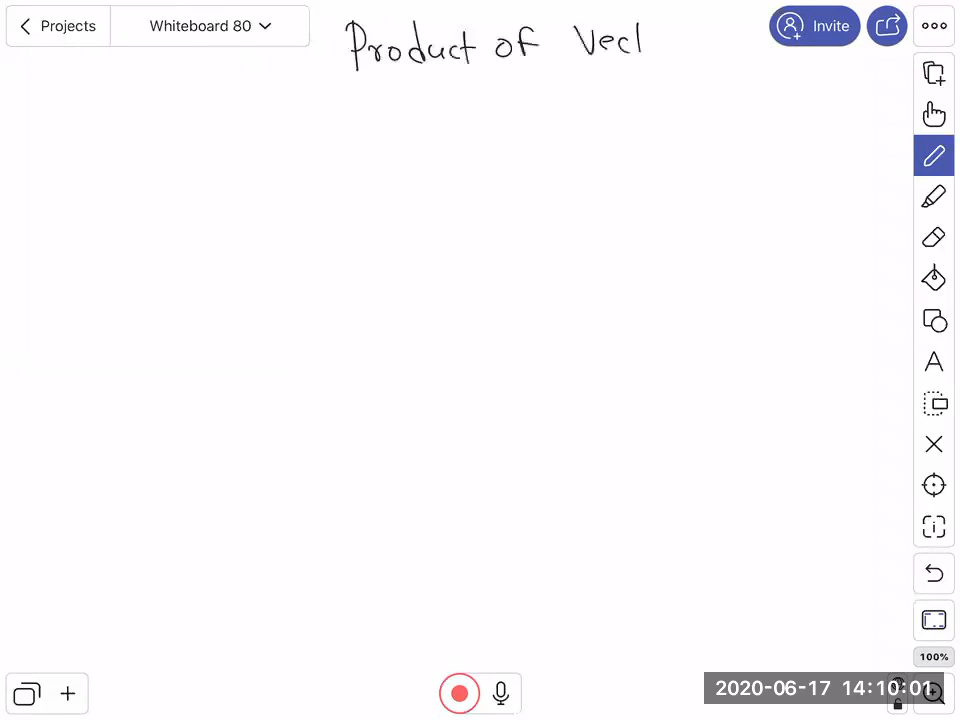 Projects
Whiteboard 80
Product of Vecl
Invite
A
100%
2020-06-17 14:10:01